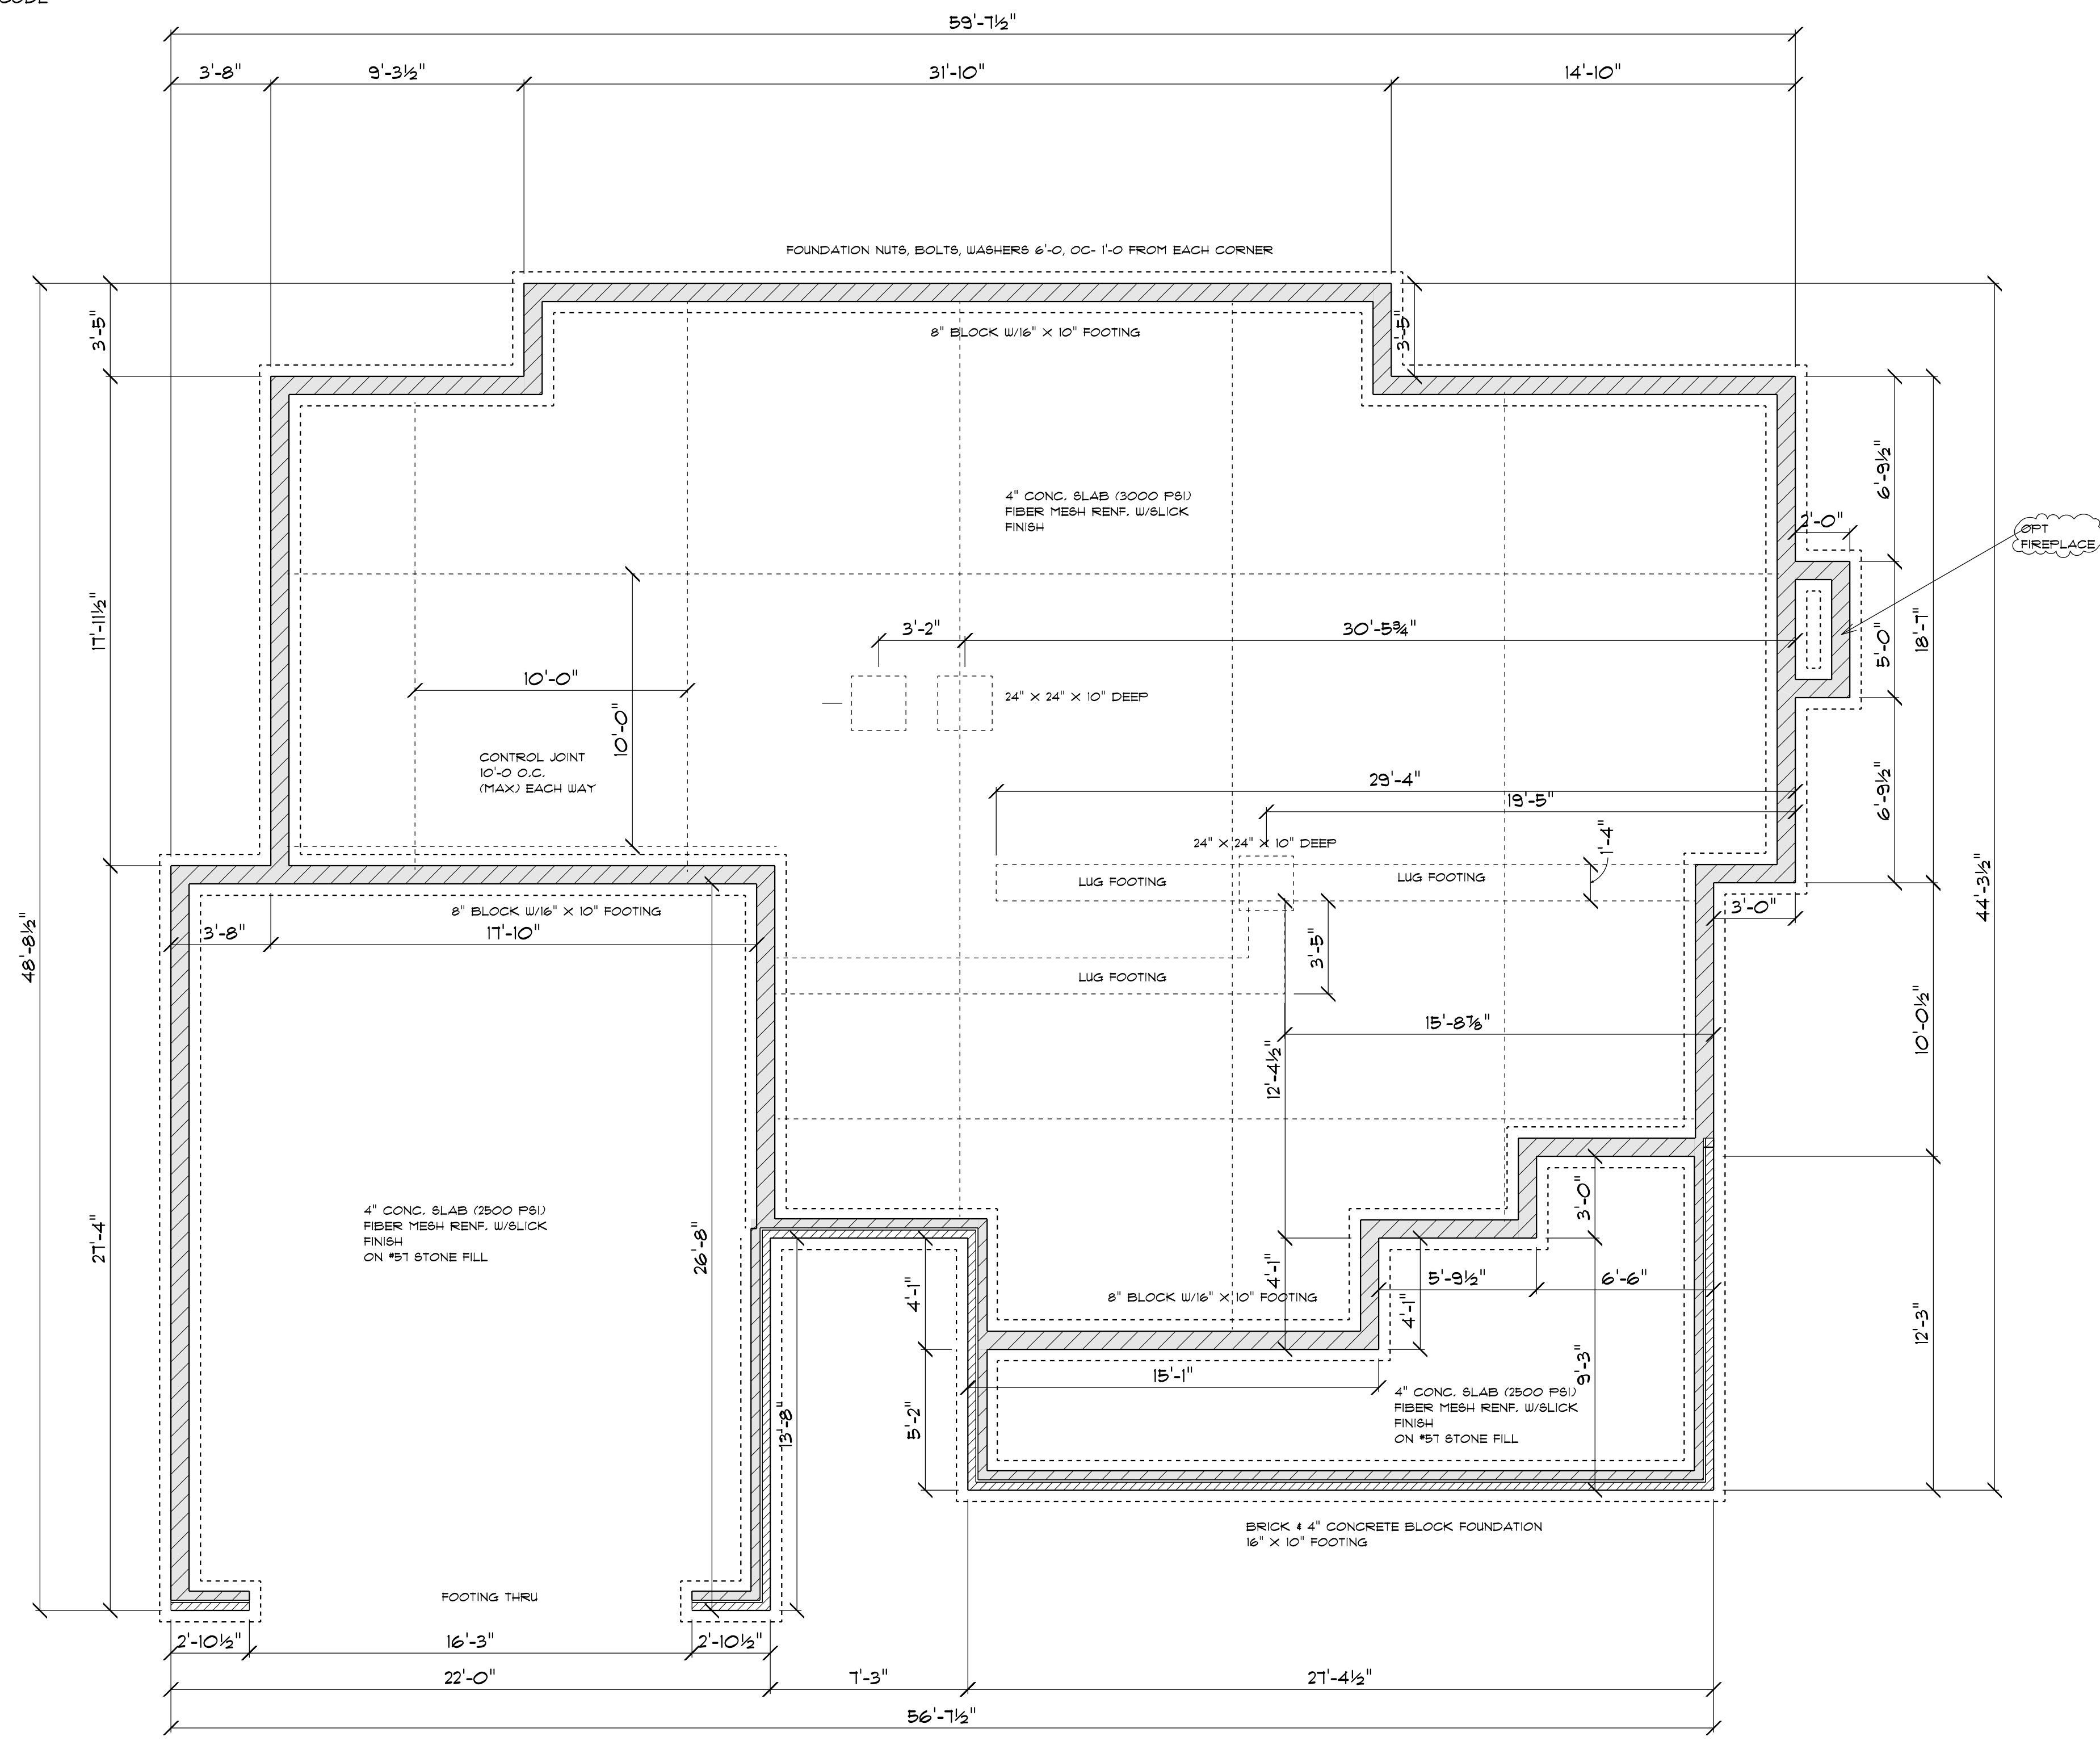 59'-7½"
3'-8" 9'-3½" 31'-10" 14'-10"
FOUNDATION NUTS, BOLTS, WASHERS 6'-0, OC- 1'-0 FROM EACH CORNER
3'-5"
3'-5"
8" BLOCK W/16" X 10" FOOTING
6'-9½"
4" CONC. SLAB (3000 PSI)
FIBER MESH RENF. W/SLICK
FINISH
2'-0"
OPT
FIREPLACE
17'-11½"
3'-2" 30'-5¾"
5'-0"
18'-7"
10'-0"
24" X 24" X 10" DEEP
10'-0"
CONTROL JOINT
10'-0 O.C.
(MAX) EACH WAY
29'-4"
19'-5"
6'-9½"
24" X 24" X 10" DEEP
1'-4"
LUG FOOTING
LUG FOOTING
44'-3½"
8" BLOCK W/16" X 10" FOOTING
3'-0"
3'-8" 17'-10"
48'-8½"
3'-5"
LUG FOOTING
15'-8⅞"
10'-0½"
12'-4½"
4" CONC. SLAB (2500 PSI)
FIBER MESH RENF. W/SLICK
FINISH
ON #57 STONE FILL
27'-4"
26'-8"
3'-0"
4'-1"
4'-1"
5'-9½" 6'-6"
8" BLOCK W/16" X 10" FOOTING
4'-1"
12'-3"
9'-3"
15'-1"
4" CONC. SLAB (2500 PSI)
FIBER MESH RENF. W/SLICK
FINISH
ON #57 STONE FILL
13'-8"
5'-2"
BRICK & 4" CONCRETE BLOCK FOUNDATION
16" X 10" FOOTING
FOOTING THRU
2'-10½" 16'-3" 2'-10½"
22'-0" 7'-3" 27'-4½"
56'-7½"